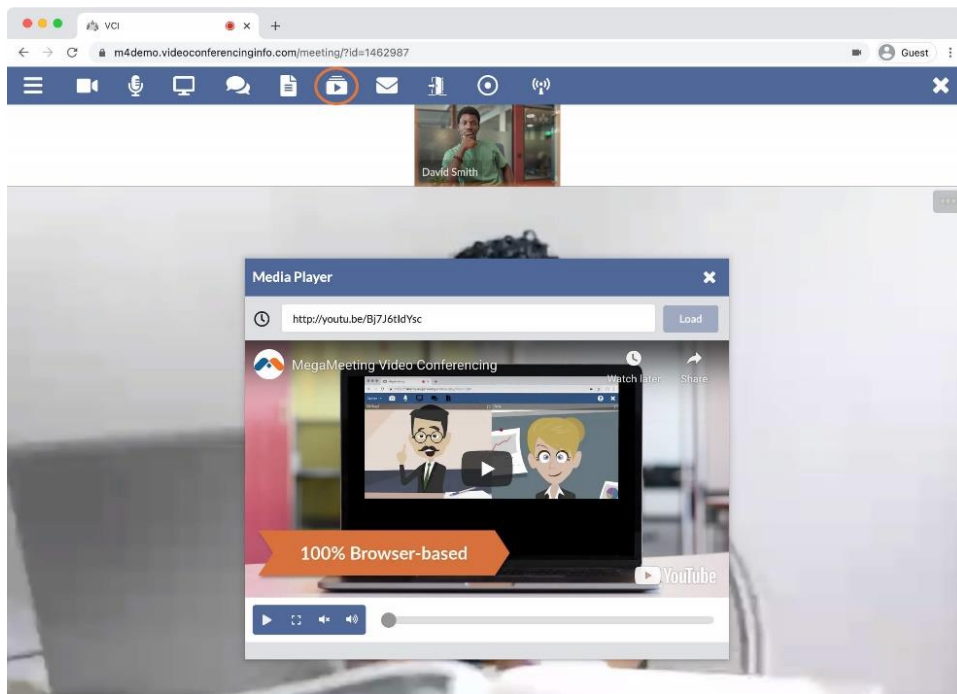 VCI
m4demo.videoconferencinginfo.com/meeting/?id=1462987
Guest
David Smith
Media Player
http://youtu.be/Bj7J6tIdYsc
Load
MegaMeeting Video Conferencing
Watch later
Share
100% Browser-based
YouTube